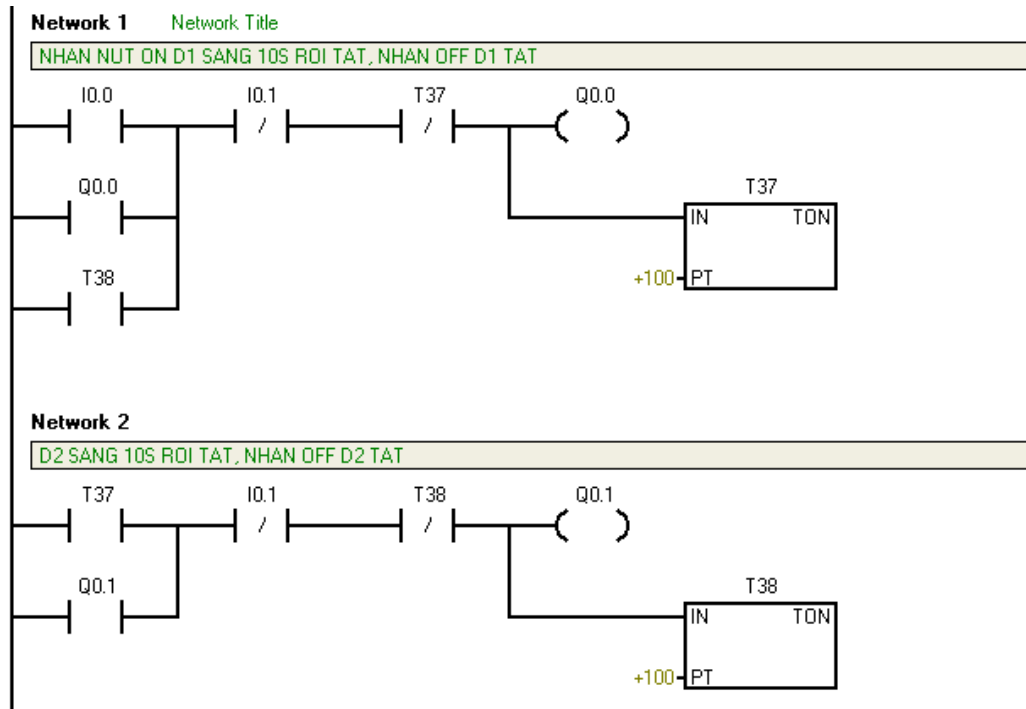 Network 1 Network Title
NHAN NUT ON D1 SANG 10S ROI TAT, NHAN OFF D1 TAT
I0.0 I0.1 T37 Q0.0
/ /
Q0.0 T37
IN TON
T38 +100 PT
Network 2
D2 SANG 10S ROI TAT, NHAN OFF D2 TAT
T37 I0.1 T38 Q0.1
/ /
Q0.1 T38
IN TON
+100 PT